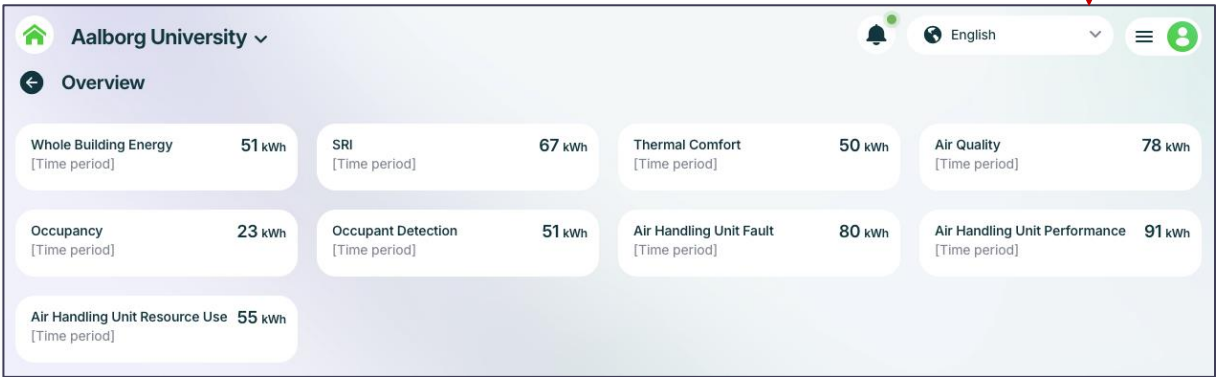 Aalborg University
English
Overview
Whole Building Energy 51 kWh
[Time period]
SRI 67 kWh
[Time period]
Thermal Comfort 50 kWh
[Time period]
Air Quality 78 kWh
[Time period]
Occupancy 23 kWh
[Time period]
Occupant Detection 51 kWh
[Time period]
Air Handling Unit Fault 80 kWh
[Time period]
Air Handling Unit Performance 91 kWh
[Time period]
Air Handling Unit Resource Use 55 kWh
[Time period]